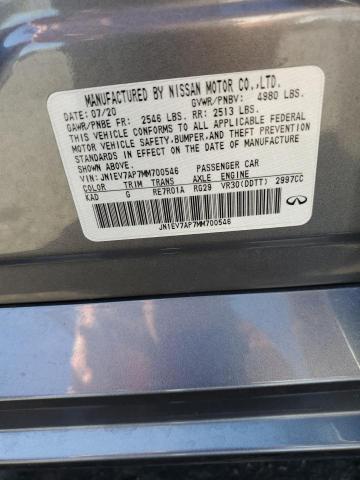 MANUFACTURED BY NISSAN MOTOR CO.,LTD.
DATE: 07/20 GVWR/PNBV: 4980 LBS.
GAWR/PNBE FR: 2546 LBS. RR: 2513 LBS.
THIS VEHICLE CONFORMS TO ALL APPLICABLE FEDERAL
MOTOR VEHICLE SAFETY,BUMPER,AND THEFT PREVENTION
STANDARDS IN EFFECT ON THE DATE OF MANUFACTURE
SHOWN ABOVE.
VIN: JN1EV7AP7MM700546 PASSENGER CAR
COLOR TRIM TRANS AXLE ENGINE
KAD G RE7R01A RG29 VR30(DDTT) 2997CC
JN1EV7AP7MM700546
INFINITI